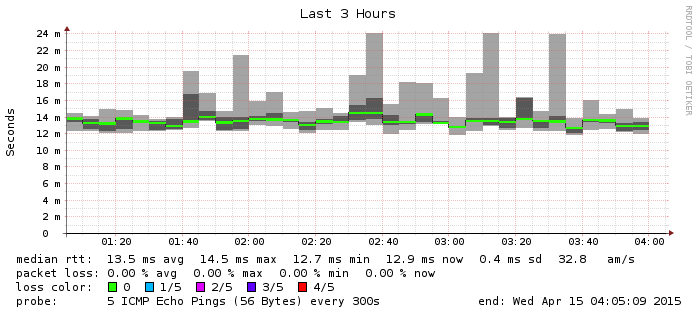 Last 3 Hours
RRDTOOL / TOBI OETIKER
Seconds
24 m
22 m
20 m
18 m
16 m
14 m
12 m
10 m
8 m
6 m
4 m
2 m
0
01:20 01:40 02:00 02:20 02:40 03:00 03:20 03:40 04:00
median rtt: 13.5 ms avg 14.5 ms max 12.7 ms min 12.9 ms now 0.4 ms sd 32.8 am/s
packet loss: 0.00 % avg 0.00 % max 0.00 % min 0.00 % now
loss color: 0 1/5 2/5 3/5 4/5
probe: 5 ICMP Echo Pings (56 Bytes) every 300s end: Wed Apr 15 04:05:09 2015